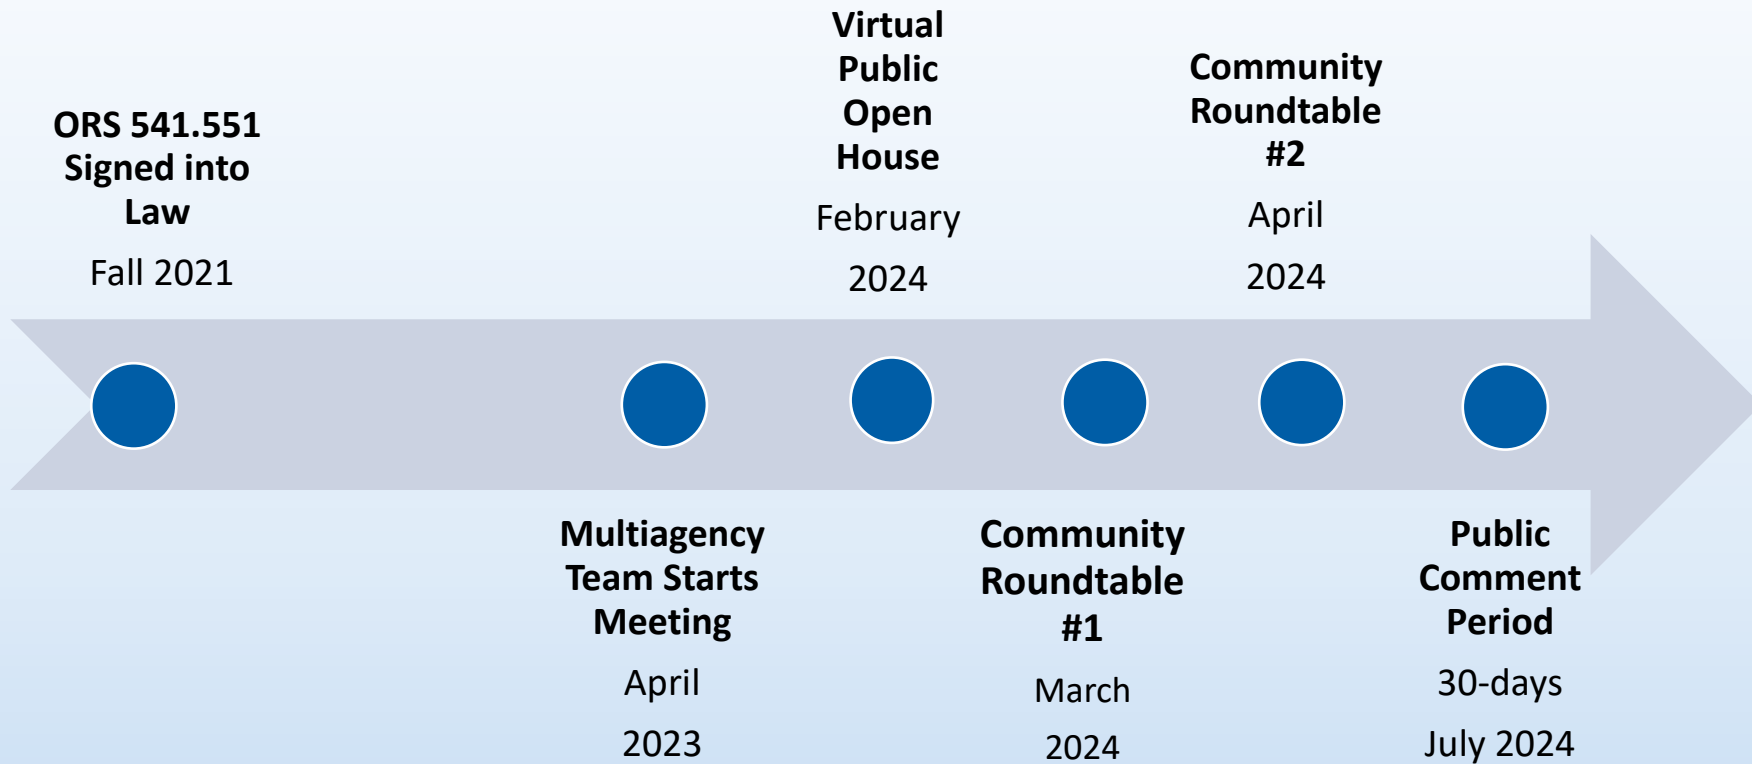 ORS 541.551
Signed into
Law
Fall 2021
Multiagency
Team Starts
Meeting
April
2023
Virtual
Public
Open
House
February
2024
Community
Roundtable
#1
March
2024
Community
Roundtable
#2
April
2024
Public
Comment
Period
30-days
July 2024